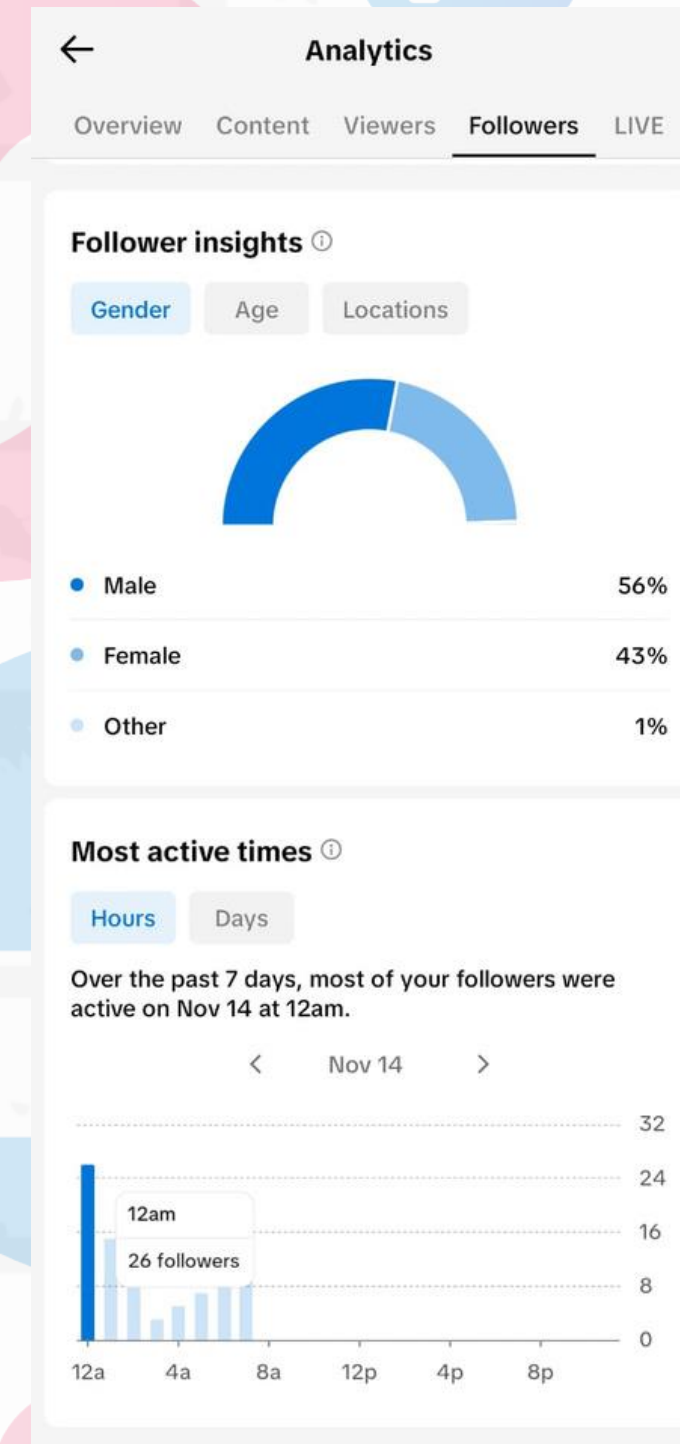 Analytics
Overview Content Viewers Followers LIVE
Follower insights
Gender Age Locations
Male 56%
Female 43%
Other 1%
Most active times
Hours Days
Over the past 7 days, most of your followers were
active on Nov 14 at 12am.
Nov 14
32
24
12am
16
26 followers
8
0
12a 4a 8a 12p 4p 8p